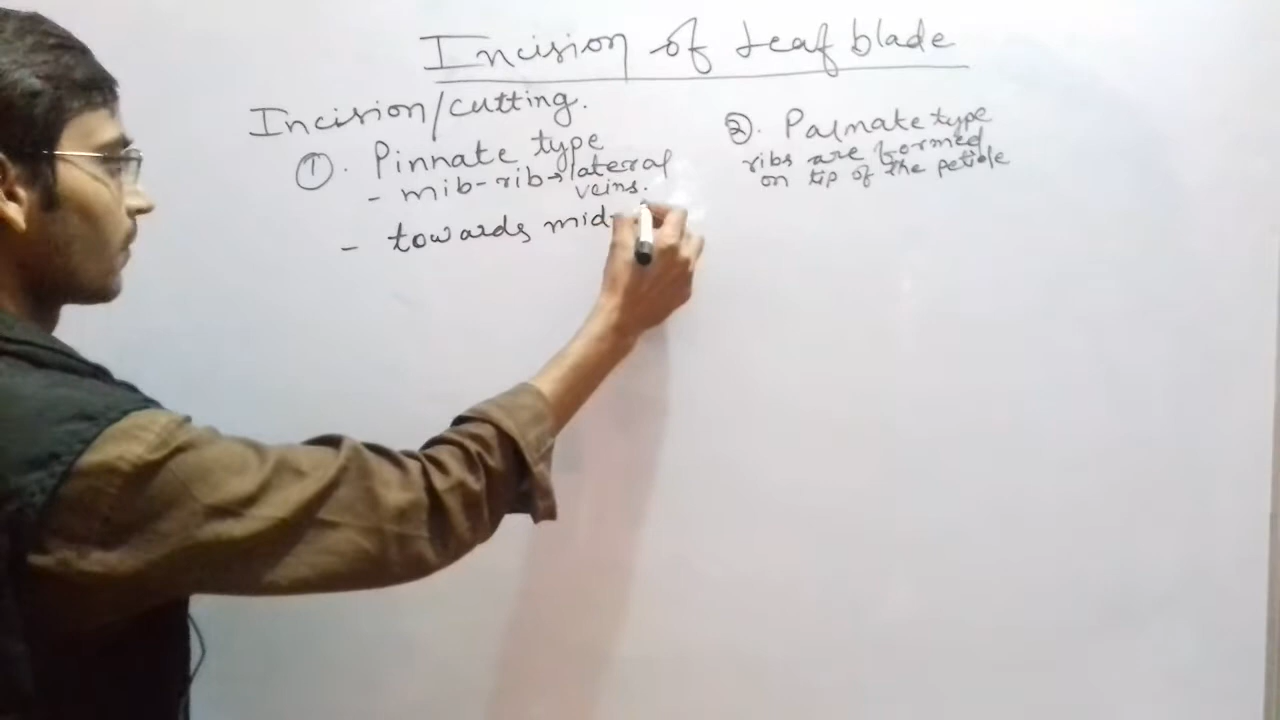 Incision of Leaf blade
Incision/cutting.
①. Pinnate type
- mib-rib→lateral
veins.
- towards mid
②. Palmate type
ribs are formed
on tip of the petiole